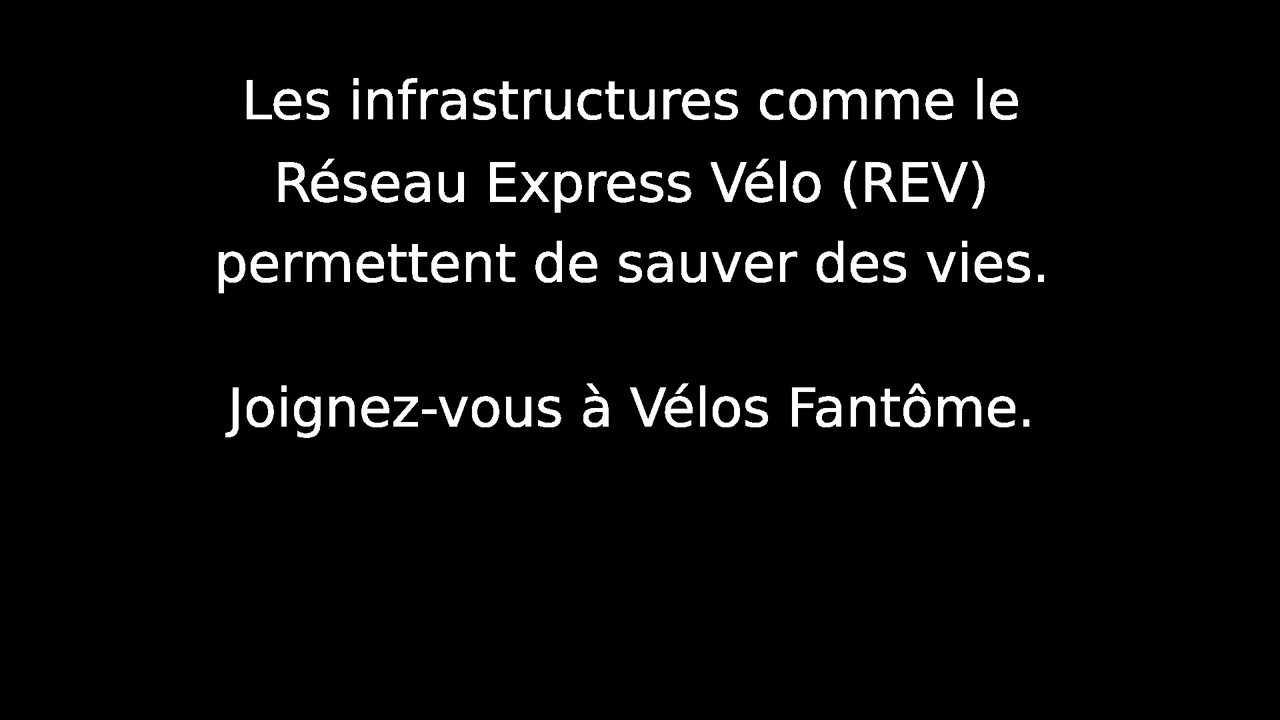 Les infrastructures comme le
Réseau Express Vélo (REV)
permettent de sauver des vies.
Joignez-vous à Vélos Fantôme.